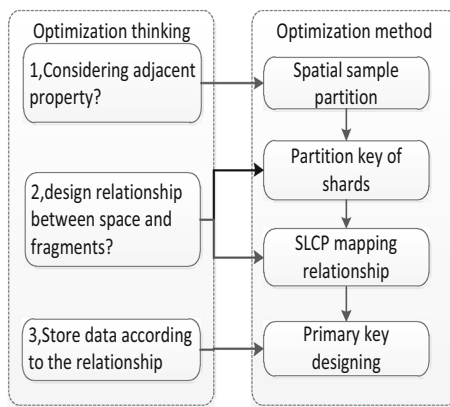 Optimization thinking
1,Considering adjacent
property?
2,design relationship
between space and
fragments?
3,Store data according
to the relationship
Optimization method
Spatial sample
partition
Partition key of
shards
SLCP mapping
relationship
Primary key
designing